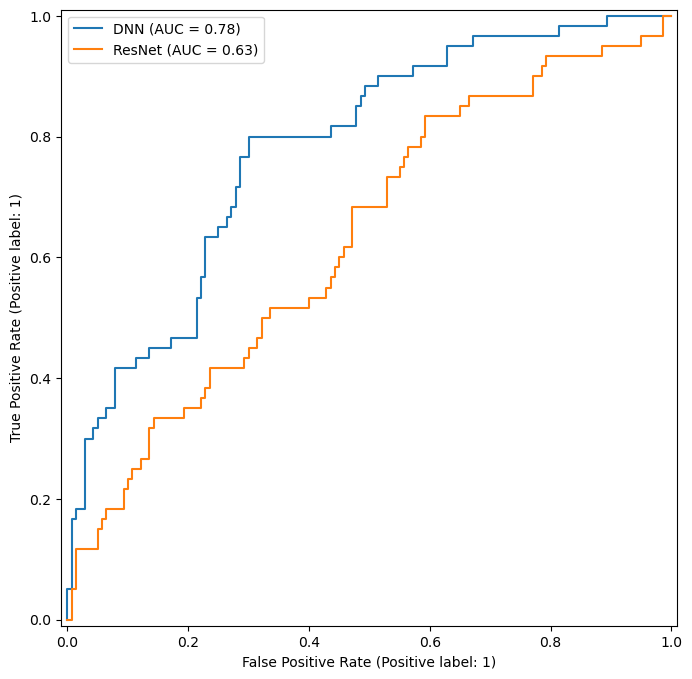 DNN (AUC = 0.78)
ResNet (AUC = 0.63)
1.0
0.8
0.6
0.4
0.2
0.0
True Positive Rate (Positive label: 1)
0.0 0.2 0.4 0.6 0.8 1.0
False Positive Rate (Positive label: 1)